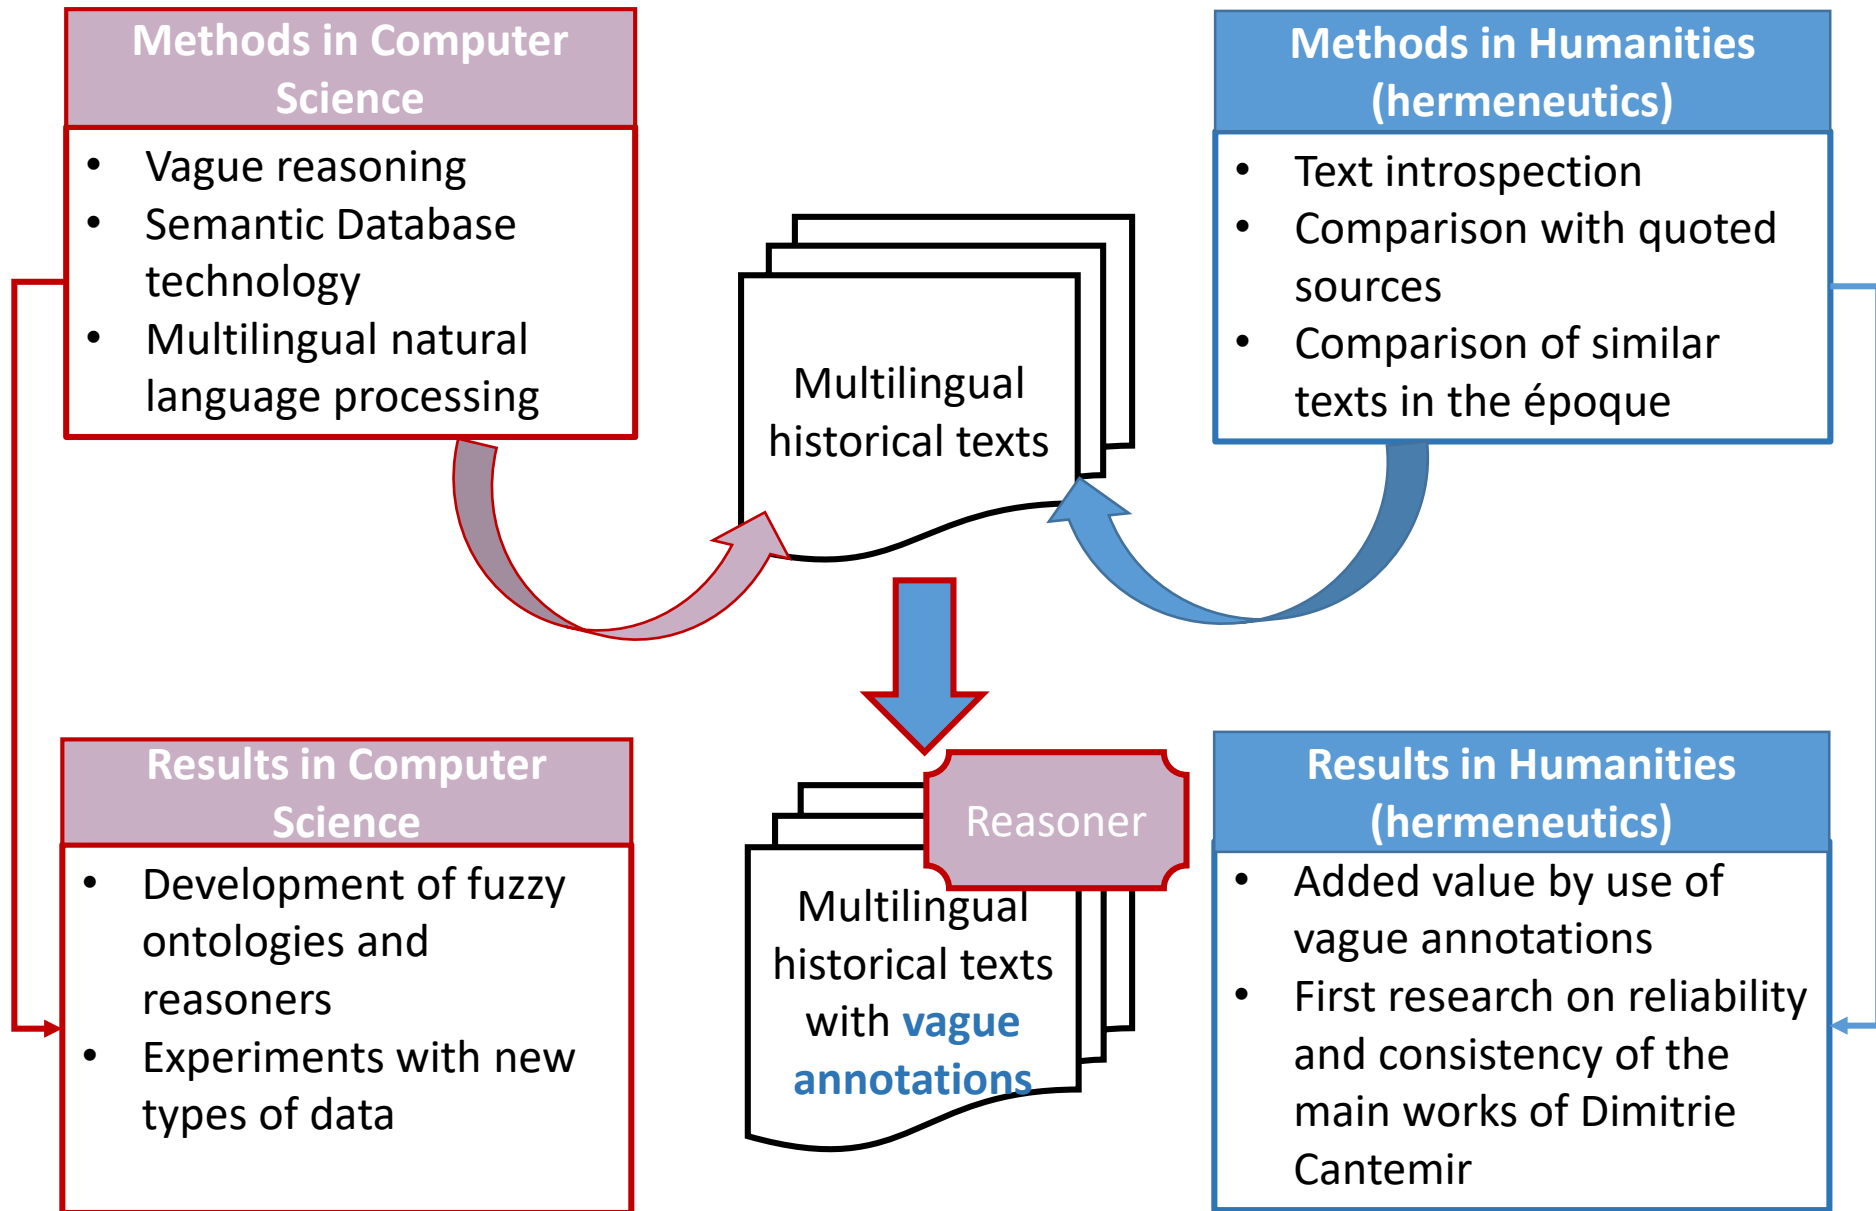 Methods in Computer
Science
• Vague reasoning
• Semantic Database
technology
• Multilingual natural
language processing
Multilingual
historical texts
Methods in Humanities
(hermeneutics)
• Text introspection
• Comparison with quoted
sources
• Comparison of similar
texts in the époque
Results in Computer
Science
• Development of fuzzy
ontologies and
reasoners
• Experiments with new
types of data
Reasoner
Multilingual
historical texts
with vague
annotations
Results in Humanities
(hermeneutics)
• Added value by use of
vague annotations
• First research on reliability
and consistency of the
main works of Dimitrie
Cantemir